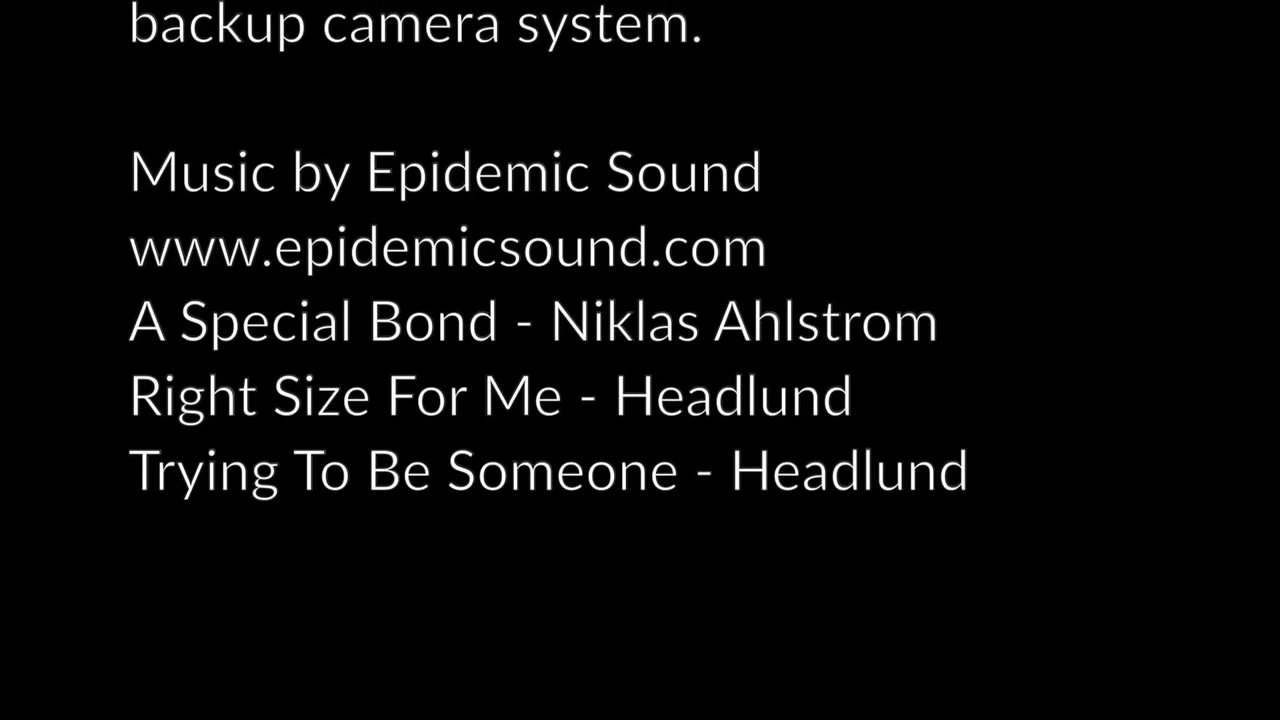 backup camera system.
Music by Epidemic Sound
www.epidemicsound.com
A Special Bond - Niklas Ahlstrom
Right Size For Me - Headlund
Trying To Be Someone - Headlund